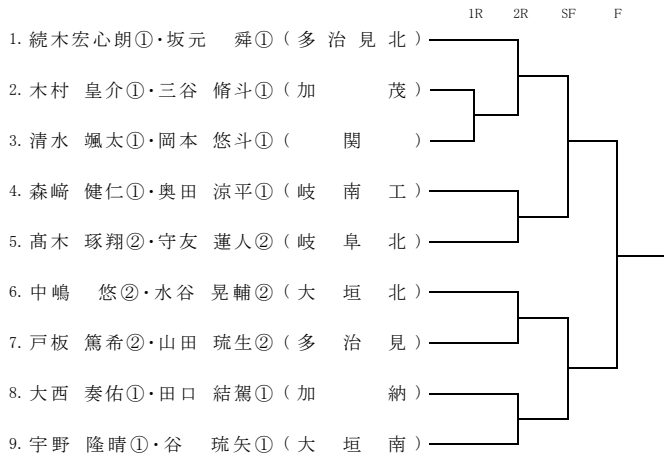 1R 2R SF F
1. 続木宏心朗①・坂元 舜①(多治見北)
2. 木村 皇介①・三谷 脩斗①(加 茂)
3. 清水 颯太①・岡本 悠斗①( 関 )
4. 森﨑 健仁①・奥田 涼平①(岐 南 工)
5. 髙木 琢翔②・守友 蓮人②(岐 阜 北)
6. 中嶋 悠②・水谷 晃輔②(大 垣 北)
7. 戸板 篤希②・山田 琉生②(多 治 見)
8. 大西 奏佑①・田口 結駕①(加 納)
9. 宇野 隆晴①・谷 琉矢①(大 垣 南)